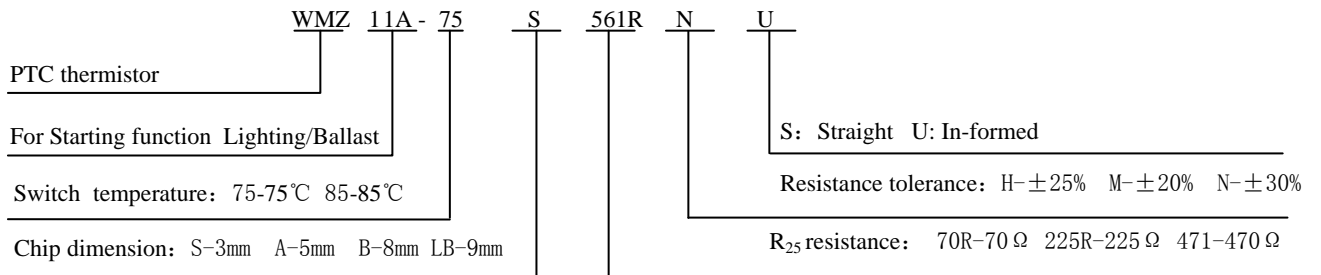 WMZ 11A - 75 S 561R N U
PTC thermistor
For Starting function Lighting/Ballast
S： Straight U: In-formed
Switch temperature：75-75℃ 85-85℃
Resistance tolerance：H-±25% M-±20% N-±30%
Chip dimension：S-3mm A-5mm B-8mm LB-9mm
R₂₅ resistance： 70R-70Ω 225R-225Ω 471-470Ω